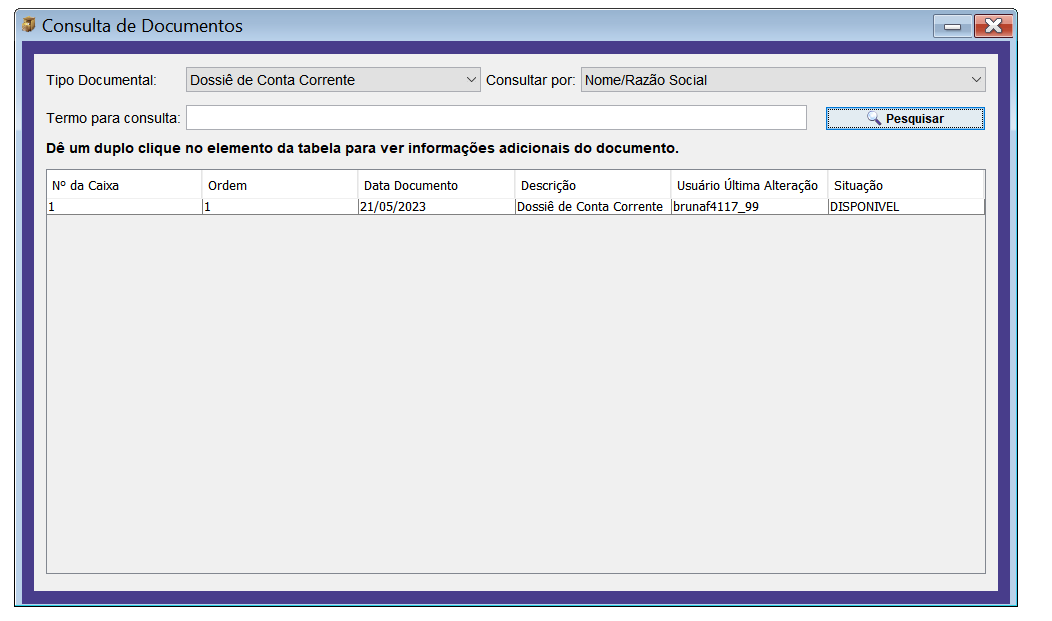 Consulta de Documentos
Tipo Documental: Dossiê de Conta Corrente Consultar por: Nome/Razão Social
Termo para consulta: Pesquisar
Dê um duplo clique no elemento da tabela para ver informações adicionais do documento.
Nº da Caixa Ordem Data Documento Descrição Usuário Última Alteração Situação
1 1 21/05/2023 Dossiê de Conta Corrente brunaf4117_99 DISPONIVEL